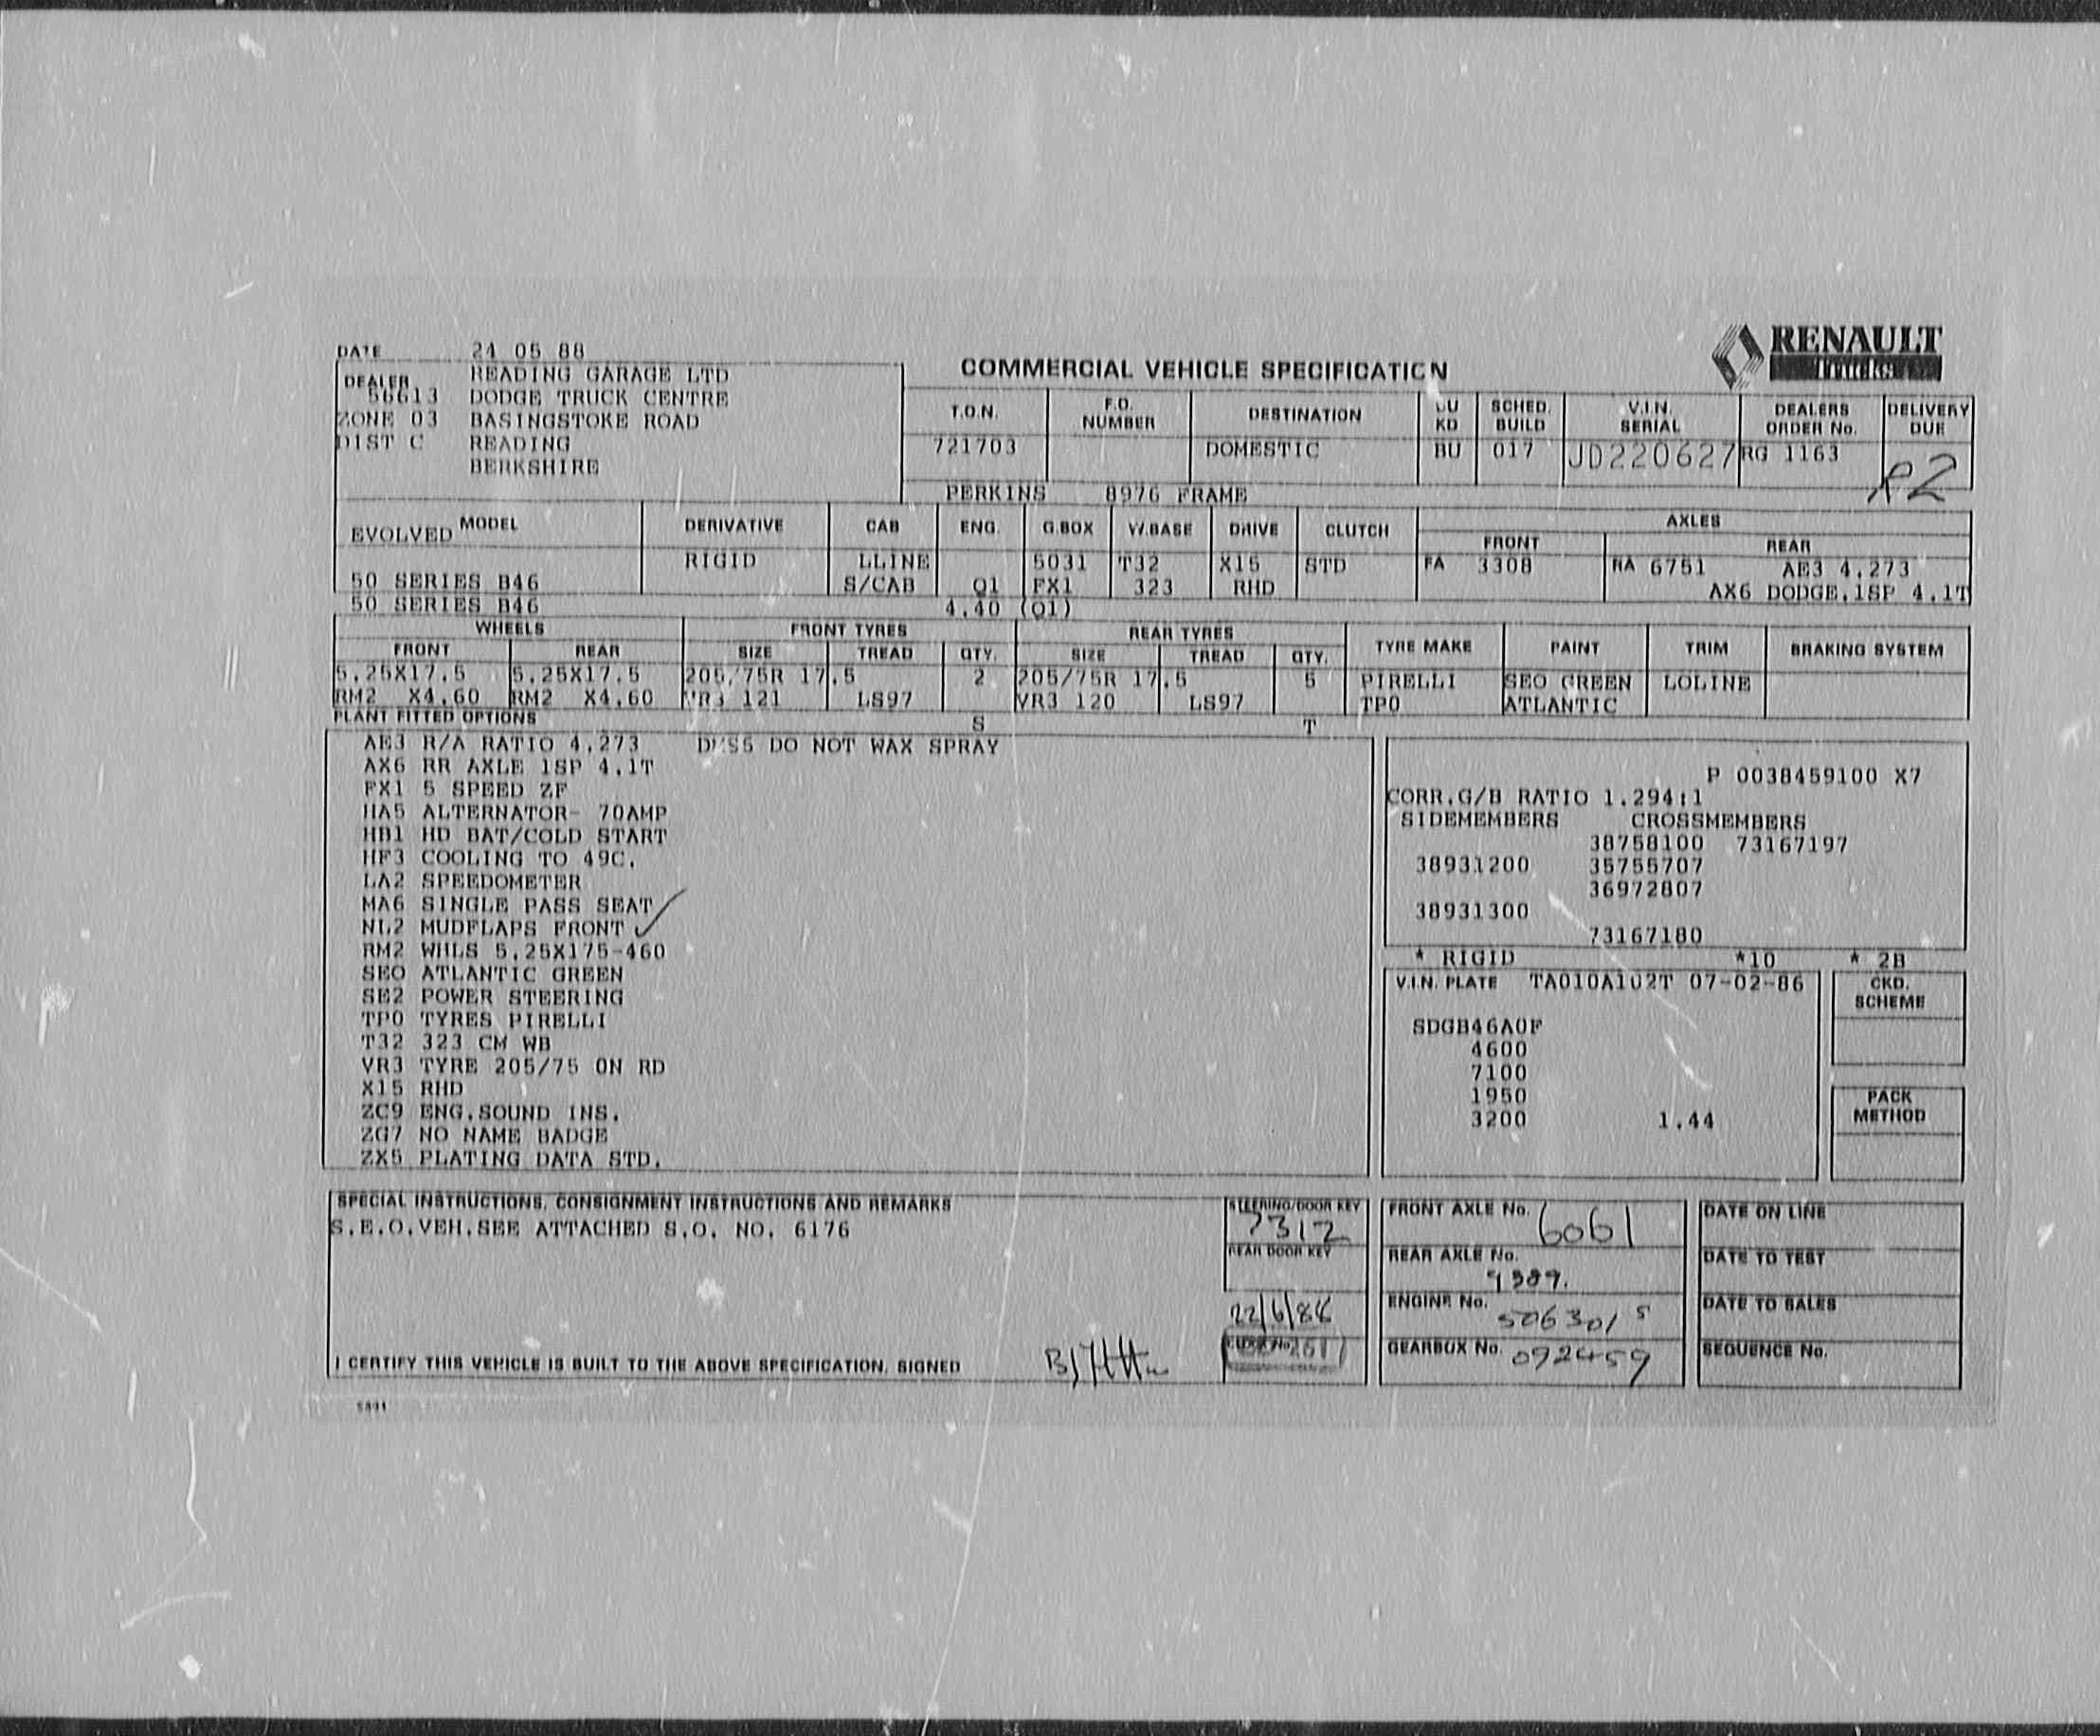 DATE 24 05 88
RENAULT
COMMERCIAL VEHICLE SPECIFICATION
DEALER READING GARAGE LTD
56613 DODGE TRUCK CENTRE
ZONE 03 BASINGSTOKE ROAD
DIST C READING
BERKSHIRE
T.O.N. F.O. NUMBER DESTINATION KD SCHED. BUILD V.I.N. SERIAL DEALERS ORDER No. DELIVERY DUE
721703 DOMESTIC BU 017 JD220627 RG 1163 R2
PERKINS 8976 FRAME
EVOLVED MODEL DERIVATIVE CAB ENG. G.BOX W.BASE DRIVE CLUTCH AXLES
FRONT REAR
RIGID LLINE 5031 T32 X15 STD FA 3308 RA 6751 AE3 4.273
50 SERIES B46 S/CAB Q1 FX1 323 RHD AX6 DODGE.1SP 4.1T
50 SERIES B46 4.40 (Q1)
WHEELS FRONT TYRES REAR TYRES TYRE MAKE PAINT TRIM BRAKING SYSTEM
FRONT REAR SIZE TREAD QTY. SIZE TREAD QTY.
5.25X17.5 5.25X17.5 205/75R 17.5 2 205/75R 17.5 5 PIRELLI SEO GREEN LOLINE
RM2 X4.60 RM2 X4.60 VR3 121 LS97 VR3 120 LS97 TPO ATLANTIC
PLANT FITTED OPTIONS S T
AE3 R/A RATIO 4.273 DO NOT WAX SPRAY
AX6 RR AXLE 1SP 4.1T
FX1 5 SPEED ZF
HA5 ALTERNATOR- 70AMP
HB1 HD BAT/COLD START
HF3 COOLING TO 49C.
LA2 SPEEDOMETER
MA6 SINGLE PASS SEAT
NL2 MUDFLAPS FRONT
RM2 WHLS 5.25X175-460
SEO ATLANTIC GREEN
SE2 POWER STEERING
TPO TYRES PIRELLI
T32 323 CM WB
VR3 TYRE 205/75 ON RD
X15 RHD
ZC9 ENG.SOUND INS.
ZG7 NO NAME BADGE
ZX5 PLATING DATA STD.
P 0038459100 X7
CORR.G/B RATIO 1.294:1
SIDEMEMBERS CROSSMEMBERS
38758100 73167197
38931200 35755707
36972807
38931300
73167180
* RIGID *10 * 2B
V.I.N. PLATE TA010A102T 07-02-86
CKD. SCHEME
SDGB46A0F
4600
7100
1950
3200 1.44
PACK METHOD
SPECIAL INSTRUCTIONS, CONSIGNMENT INSTRUCTIONS AND REMARKS
S.E.O.VEH.SEE ATTACHED S.O. NO. 6176
I CERTIFY THIS VEHICLE IS BUILT TO THE ABOVE SPECIFICATION, SIGNED
STEERING/DOOR KEY
7312
REAR DOOR KEY
22/6/88
FRONT AXLE No. 6061
REAR AXLE No.
9389.
ENGINE No. 506301 S
GEARBOX No. 092459
DATE ON LINE
DATE TO TEST
DATE TO SALES
SEQUENCE No.